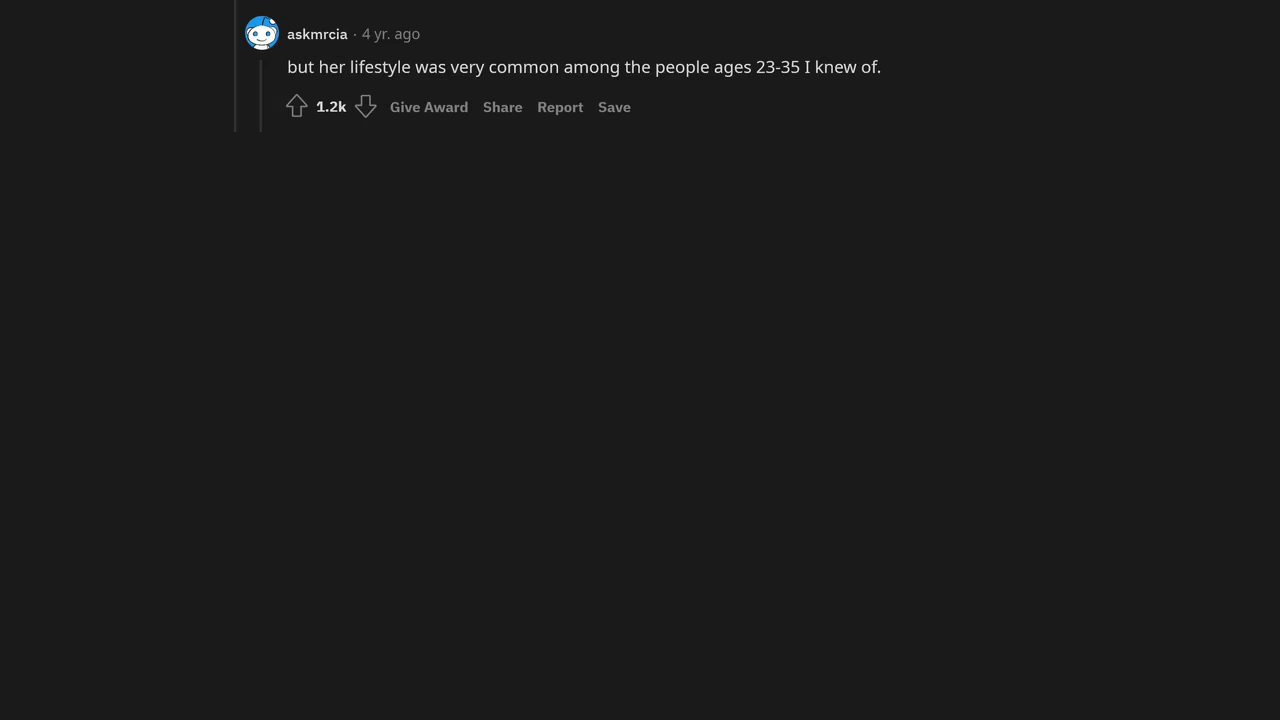 askmrcia · 4 yr. ago
but her lifestyle was very common among the people ages 23-35 I knew of.
1.2k Give Award Share Report Save